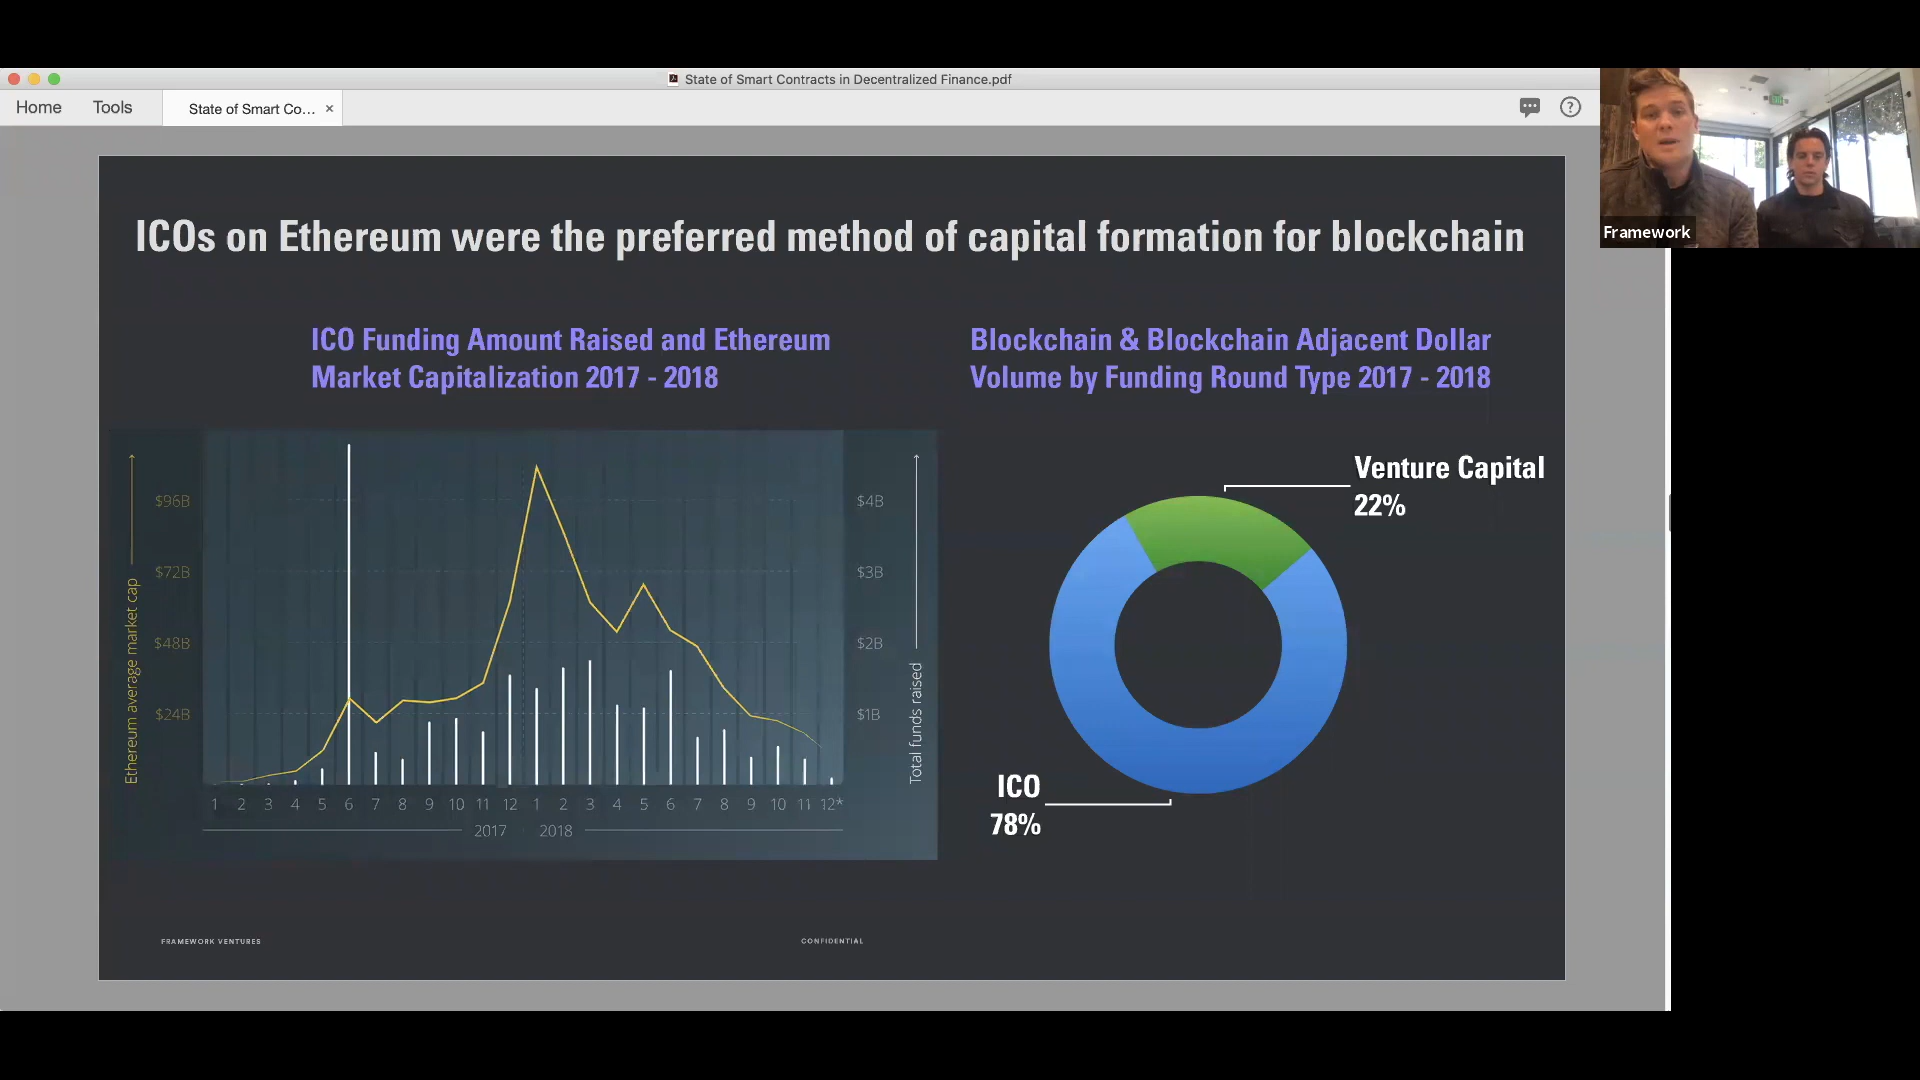 State of Smart Contracts in Decentralized Finance.pdf
Home
Tools
State of Smart Co...
×
?
Framework
ICOs on Ethereum were the preferred method of capital formation for blockchain
ICO Funding Amount Raised and Ethereum
Market Capitalization 2017 - 2018
Blockchain & Blockchain Adjacent Dollar
Volume by Funding Round Type 2017 - 2018
Ethereum average market cap
$96B
$72B
$48B
$24B
$4B
$3B
$2B
$1B
Total funds raised
1 2 3 4 5 6 7 8 9 10 11 12 1 2 3 4 5 6 7 8 9 10 11 12*
2017 2018
Venture Capital
22%
ICO
78%
FRAMEWORK VENTURES
CONFIDENTIAL